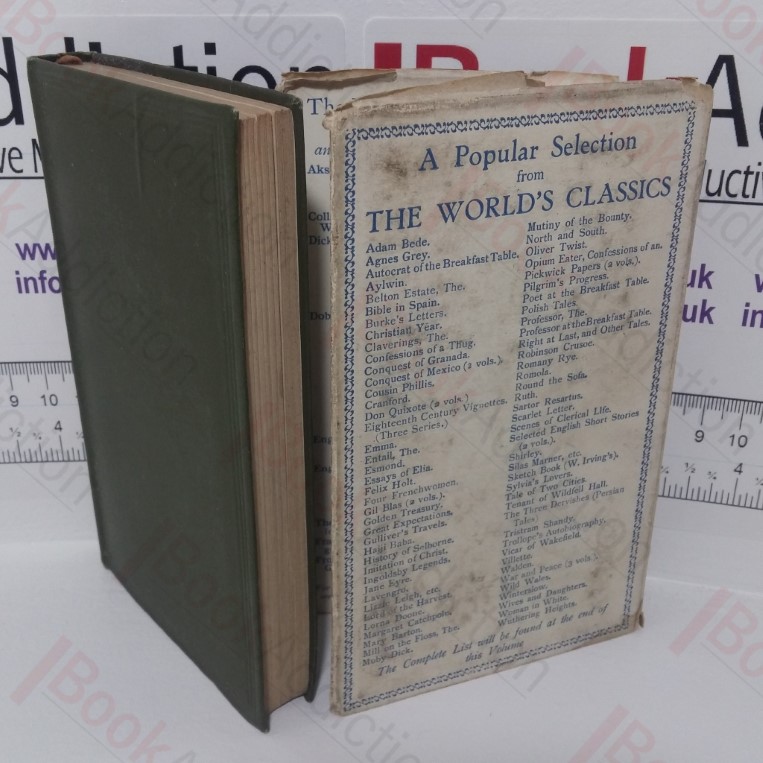 A Popular Selection
from
THE WORLD'S CLASSICS
Adam Bede.
Agnes Grey.
Autocrat of the Breakfast Table.
Aylwin.
Belton Estate, The.
Bible in Spain.
Burke's Letters.
Christian Year.
Claverings, The.
Confessions of a Thug.
Conquest of Granada.
Conquest of Mexico (2 vols.).
Cousin Phillis.
Cranford.
Don Quixote (2 vols.)
Eighteenth Century Vignettes.
(Three Series.)
Emma.
Entail, The.
Esmond.
Essays of Elia.
Felix Holt.
Four Frenchwomen.
Gil Blas (2 vols.).
Golden Treasury.
Great Expectations.
Gulliver's Travels.
Hajji Baba.
History of Selborne.
Imitation of Christ.
Ingoldsby Legends.
Jane Eyre.
Lavengro.
Lizzie Leigh, etc.
Lord of the Harvest.
Lorna Doone.
Margaret Catchpole.
Mary Barton.
Mill on the Floss, The.
Moby-Dick.
Mutiny of the Bounty.
North and South.
Oliver Twist.
Opium Eater, Confessions of an.
Pickwick Papers (2 vols.).
Pilgrim's Progress.
Poet at the Breakfast Table.
Polish Tales.
Professor, The.
Professor at the Breakfast Table.
Right at Last, and Other Tales.
Robinson Crusoe.
Romany Rye.
Romola.
Round the Sofa.
Ruth.
Sartor Resartus.
Scarlet Letter.
Scenes of Clerical Life.
Selected English Short Stories
(2 vols.).
Shirley.
Silas Marner, etc.
Sketch Book (W. Irving's).
Sylvia's Lovers.
Tale of Two Cities.
Tenant of Wildfell Hall.
The Three Dervishes (Persian
Tales
Tristram Shandy.
Trollope's Autobiography.
Vicar of Wakefield.
Villette.
Walden.
War and Peace (2 vols.)
Wild Wales.
Winterslow.
Wives and Daughters.
Woman in White.
Wuthering Heights.
The Complete List will be found at the end of
this Volume